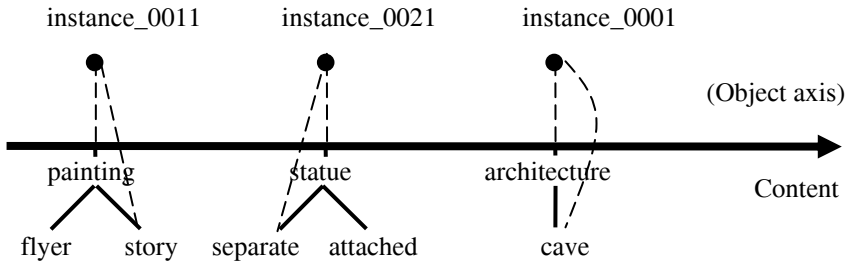 instance_0011 instance_0021 instance_0001
(Object axis)
painting statue architecture
Content
flyer story separate attached cave